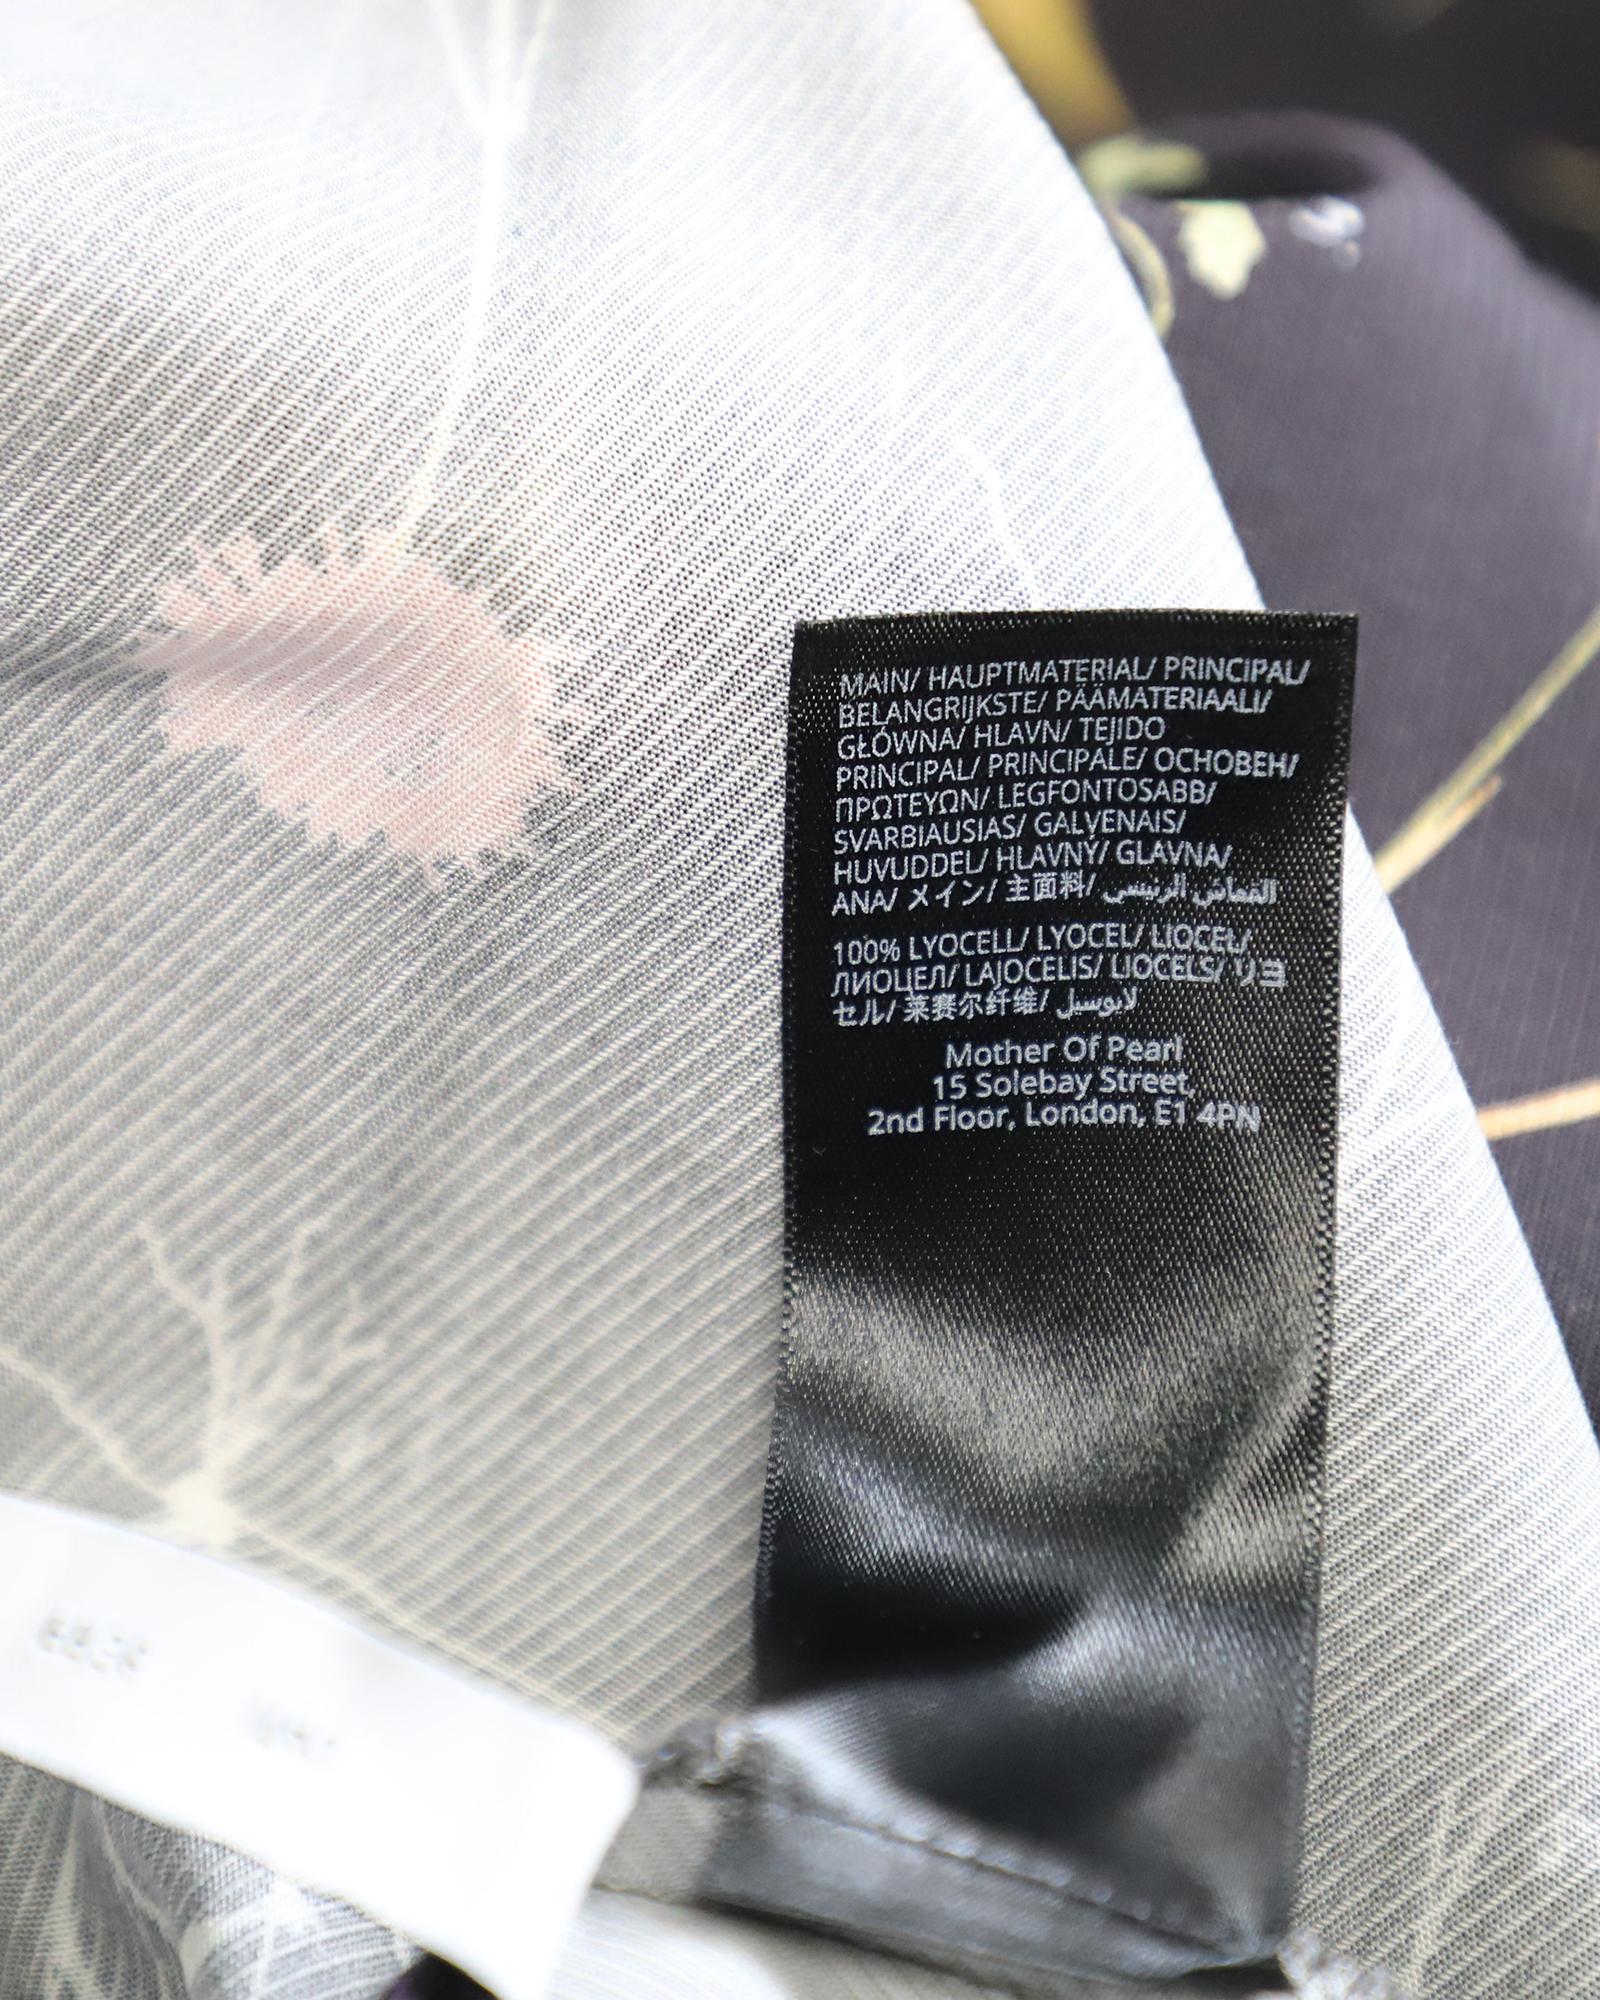 MAIN/ HAUPTMATERIAL/ PRINCIPAL/
BELANGRIJKSTE/ PÄÄMATERIAALI/
GŁÓWNA/ HLAVN/ TEJIDO
PRINCIPAL/ PRINCIPALE/ ОСНОВЕН/
ΠΡΩΤΕΥΩΝ/ LEGFONTOSABB/
SVARBIAUSIAS/ GALVENAIS/
HUVUDDEL/ HLAVNÝ/ GLAVNA/
ANA/ メイン/ 主面料/ القماش الرئيسي
100% LYOCELL/ LYOCEL/ LIOCEL/
ЛИОЦЕЛ/ LAJOCELIS/ LIOCELS/ リヨ
セル/ 莱赛尔纤维/ لايوسيل
Mother Of Pearl
15 Solebay Street,
2nd Floor, London, E1 4PN